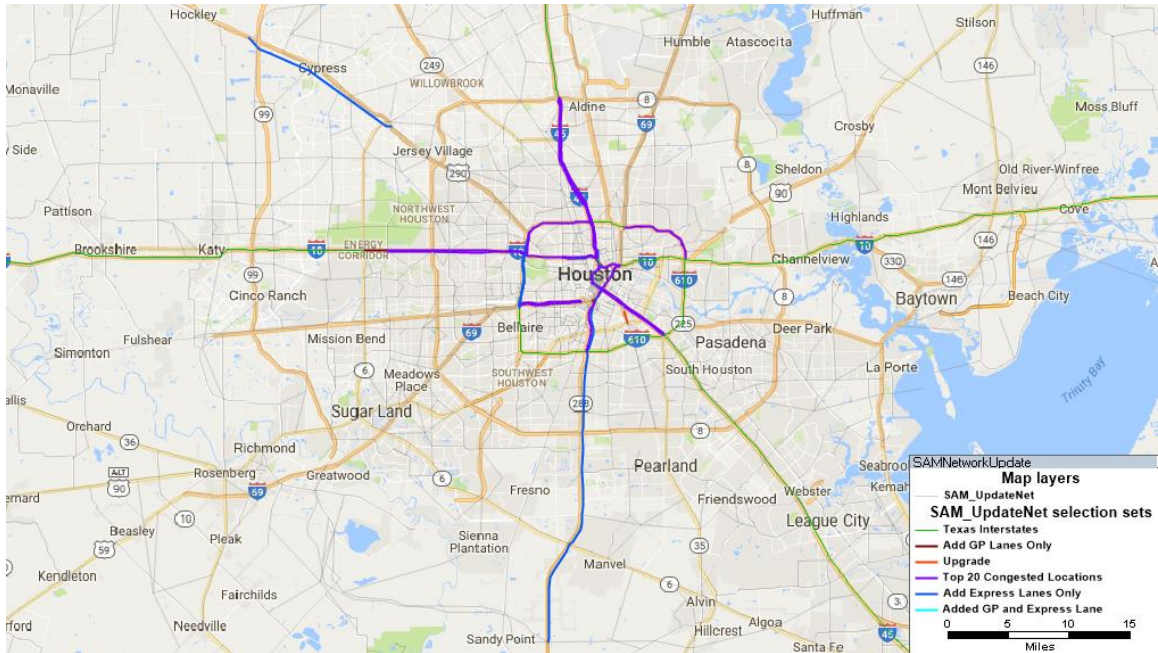 Hockley
Huffman
Stilson
Humble
Atascocita
146
Cypress
249
WILLOWBROOK
Monaville
99
8
69
Aldine
Moss Bluff
Crosby
45
y Side
8
Jersey Village
290
Sheldon
90
Old River-Winfree
Mont Belvieu
Cove
Pattison
NORTHWEST
HOUSTON
Highlands
146
Brookshire
Katy
10
ENERGY
CORRIDOR
Houston
10
10
Channelview
330
99
610
146
Cinco Ranch
8
Baytown
Beach City
Bellaire
225
Deer Park
Fulshear
Mission Bend
69
610
Pasadena
Simonton
6
Meadows
Place
SOUTHWEST
HOUSTON
South Houston
La Porte
Trinity Bay
288
Sugar Land
Orchard
36
8
Richmond
Pearland
Seabrook
ALT
90
Rosenberg
Greatwood
6
Webster
Kemah
69
Fresno
Friendswood
Beasley
10
League City
59
Pleak
Sienna
Plantation
Manvel
Kendleton
6
Alvin
Fairchilds
Algoa
Needville
Sandy Point
Hillcrest
6
Santa Fe
3
45
SAMNetworkUpdate
Map layers
SAM_UpdateNet
SAM_UpdateNet selection sets
Texas Interstates
Add GP Lanes Only
Upgrade
Top 20 Congested Locations
Add Express Lanes Only
Added GP and Express Lane
0 5 10 15
Miles